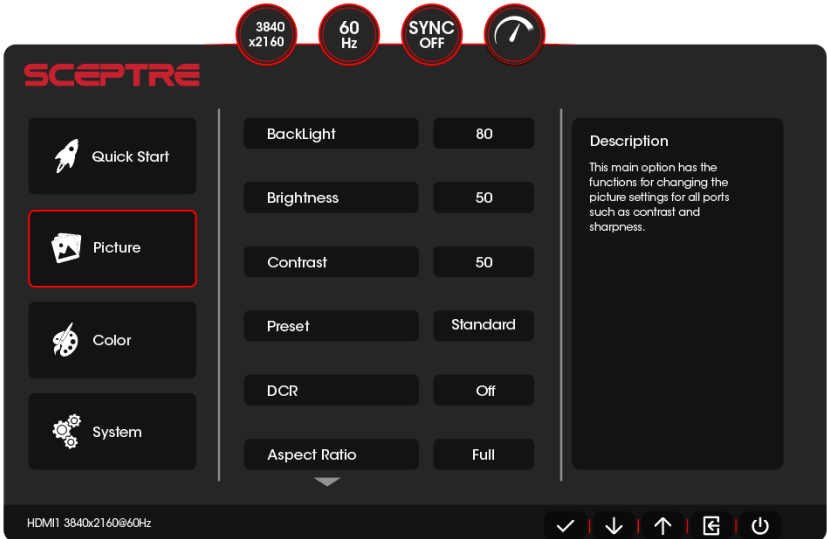 3840
x2160
60
Hz
SYNC
OFF
SCEPTRE
Quick Start
Picture
Color
System
BackLight 80
Brightness 50
Contrast 50
Preset Standard
DCR Off
Aspect Ratio Full
Description
This main option has the
functions for changing the
picture settings for all ports
such as contrast and
sharpness.
HDMI1 3840x2160@60Hz